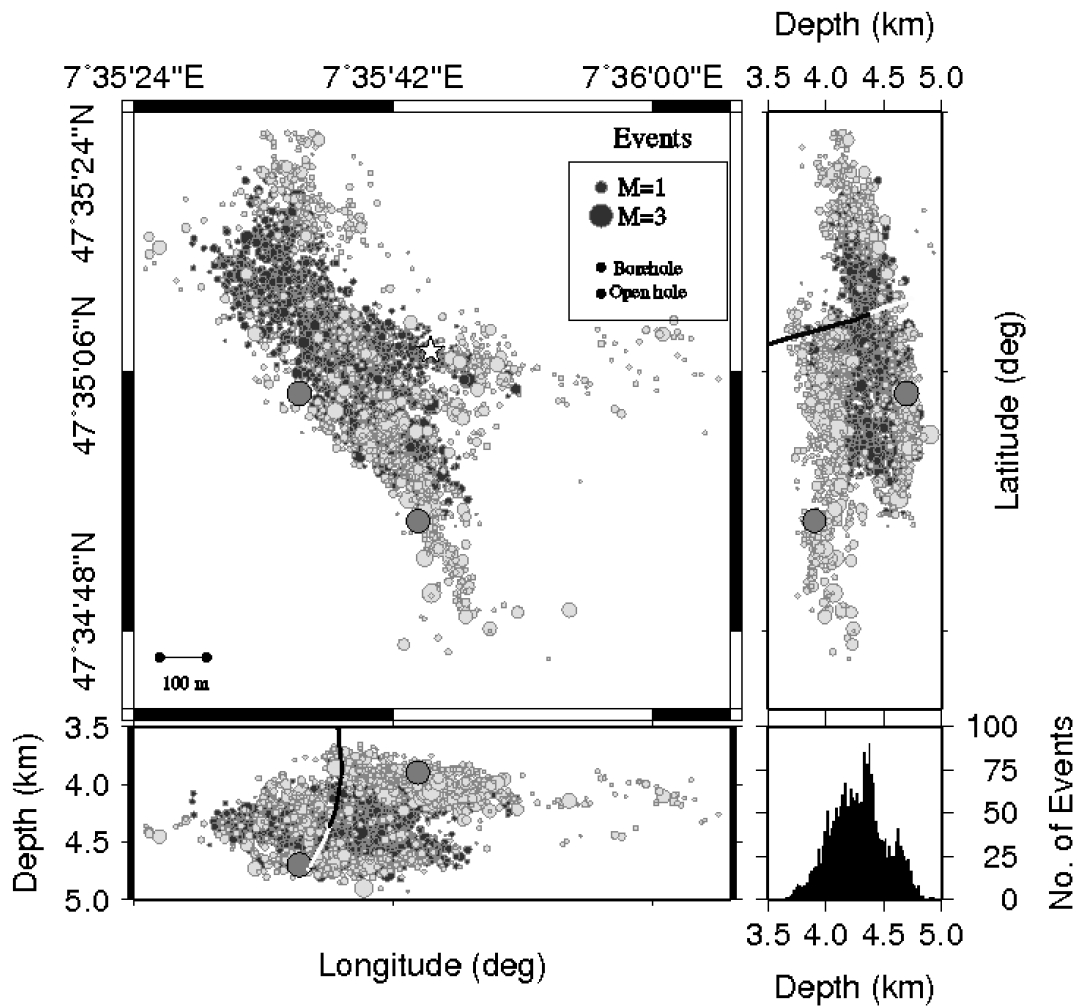 Depth (km)
7°35'24"E 7°35'42"E 7°36'00"E 3.5 4.0 4.5 5.0
47°35'24"N
47°35'06"N
47°34'48"N
Events
M=1
M=3
Borehole
Open hole
100 m
Latitude (deg)
Depth (km)
3.5
4.0
4.5
5.0
100
75
50
25
0
No. of Events
3.5 4.0 4.5 5.0
Longitude (deg)
Depth (km)